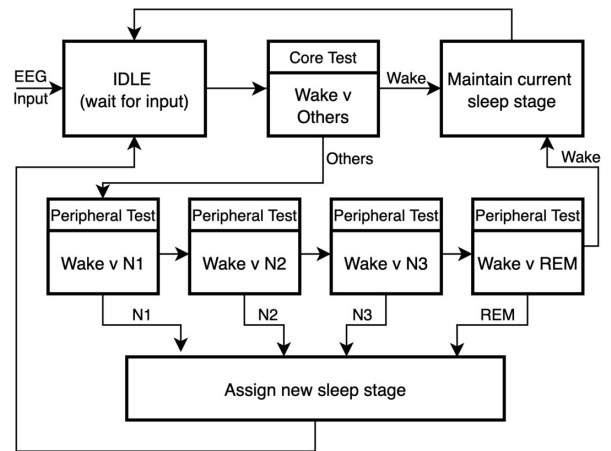 EEG
Input
IDLE
(wait for input)
Core Test
Wake v
Others
Wake
Maintain current
sleep stage
Others
Wake
Peripheral Test
Wake v N1
Peripheral Test
Wake v N2
Peripheral Test
Wake v N3
Peripheral Test
Wake v REM
N1
N2
N3
REM
Assign new sleep stage